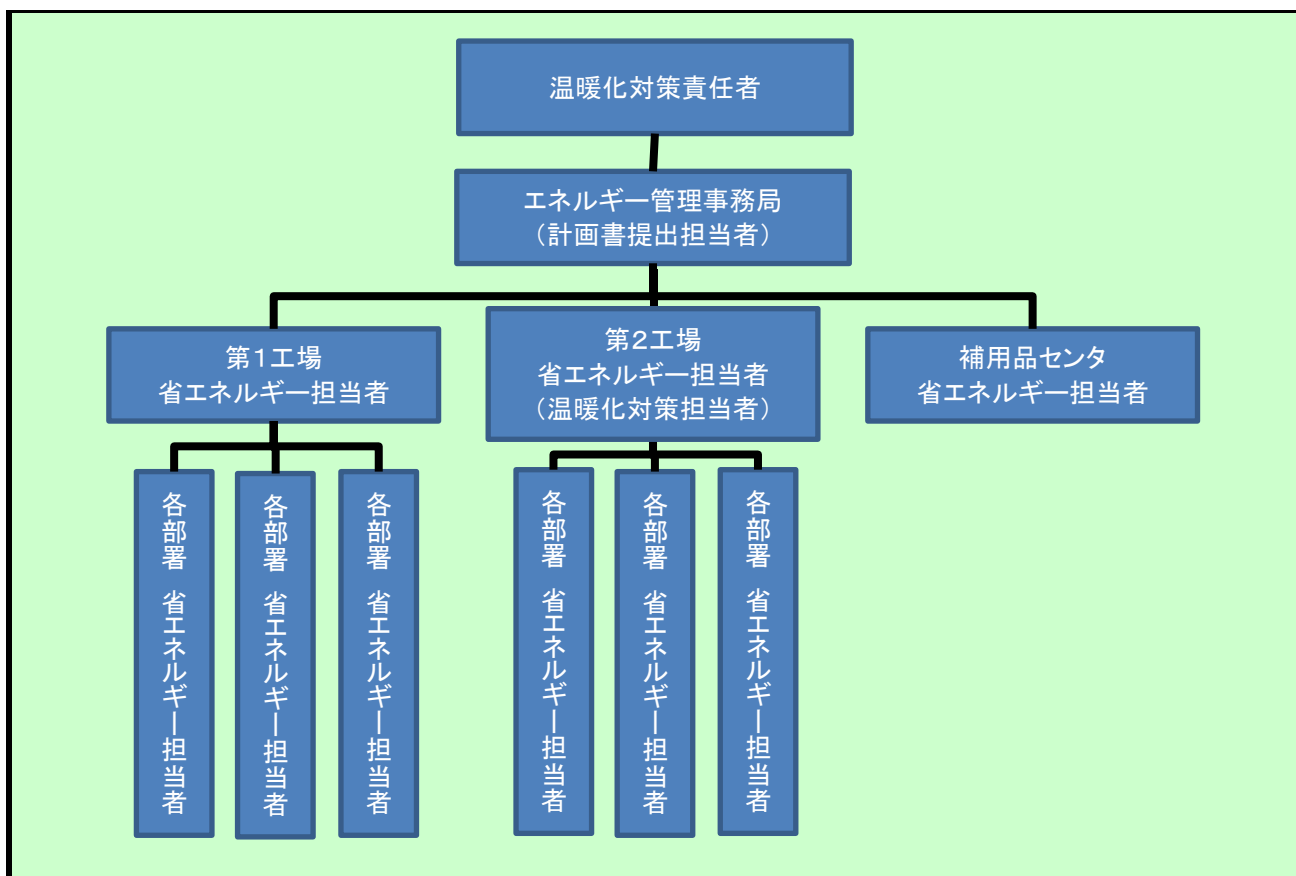 温暖化対策責任者
エネルギー管理事務局
（計画書提出担当者）
第１工場
省エネルギー担当者
第２工場
省エネルギー担当者
（温暖化対策担当者）
補用品センタ
省エネルギー担当者
各部署　省エネルギー担当者
各部署　省エネルギー担当者
各部署　省エネルギー担当者
各部署　省エネルギー担当者
各部署　省エネルギー担当者
各部署　省エネルギー担当者